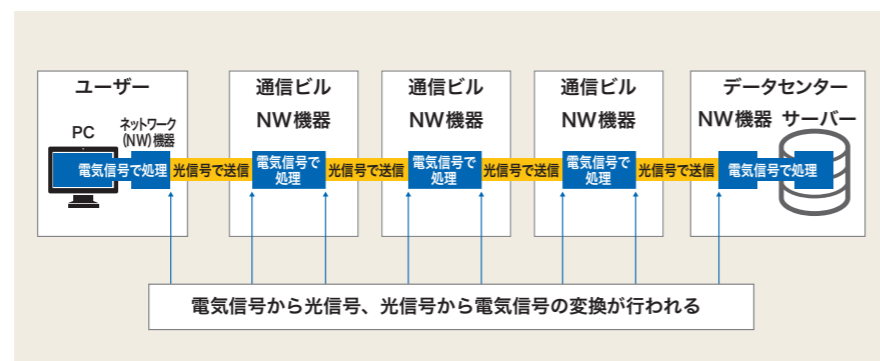 ユーザー
PC
ネットワーク
(NW)機器
電気信号で処理
光信号で送信
通信ビル
NW機器
電気信号で
処理
光信号で送信
通信ビル
NW機器
電気信号で
処理
光信号で送信
通信ビル
NW機器
電気信号で
処理
光信号で送信
データセンター
NW機器 サーバー
電気信号で処理
電気信号から光信号、光信号から電気信号の変換が行われる